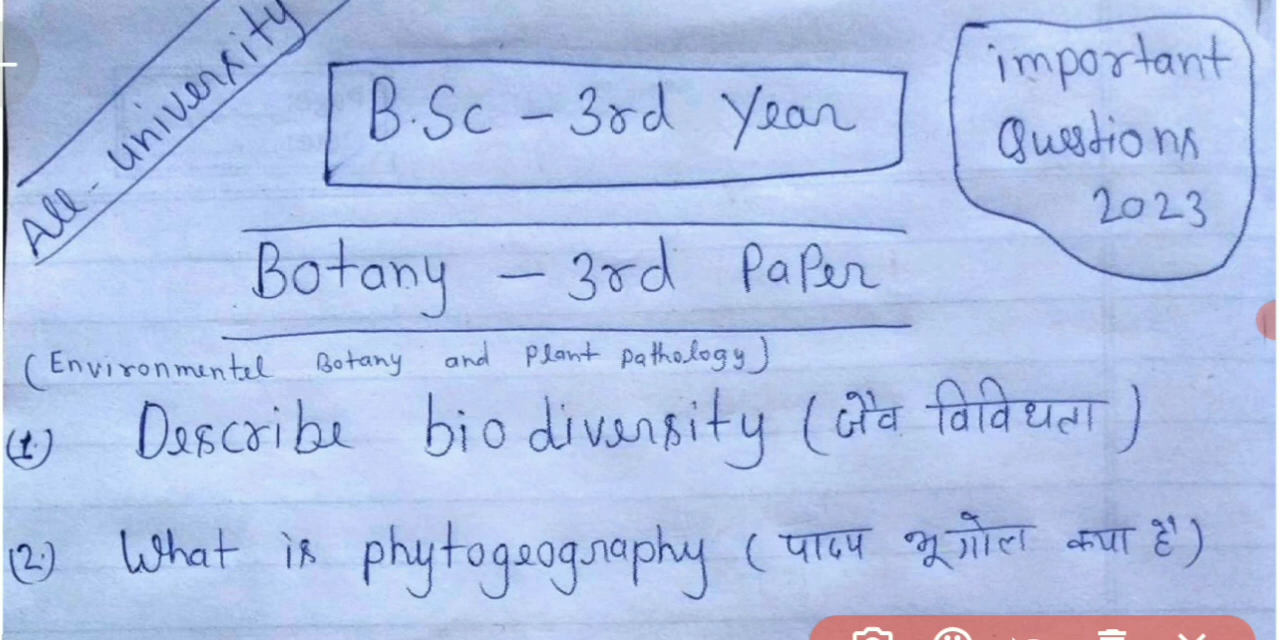 All - University
B.Sc - 3rd Year
important
Questions
2023
Botany - 3rd Paper
(Environmentel Botany and Plant Pathology)
(1.) Describe biodiversity (जैव विविधता)
(2.) What is phytogeography (पादप भूगोल क्या है)